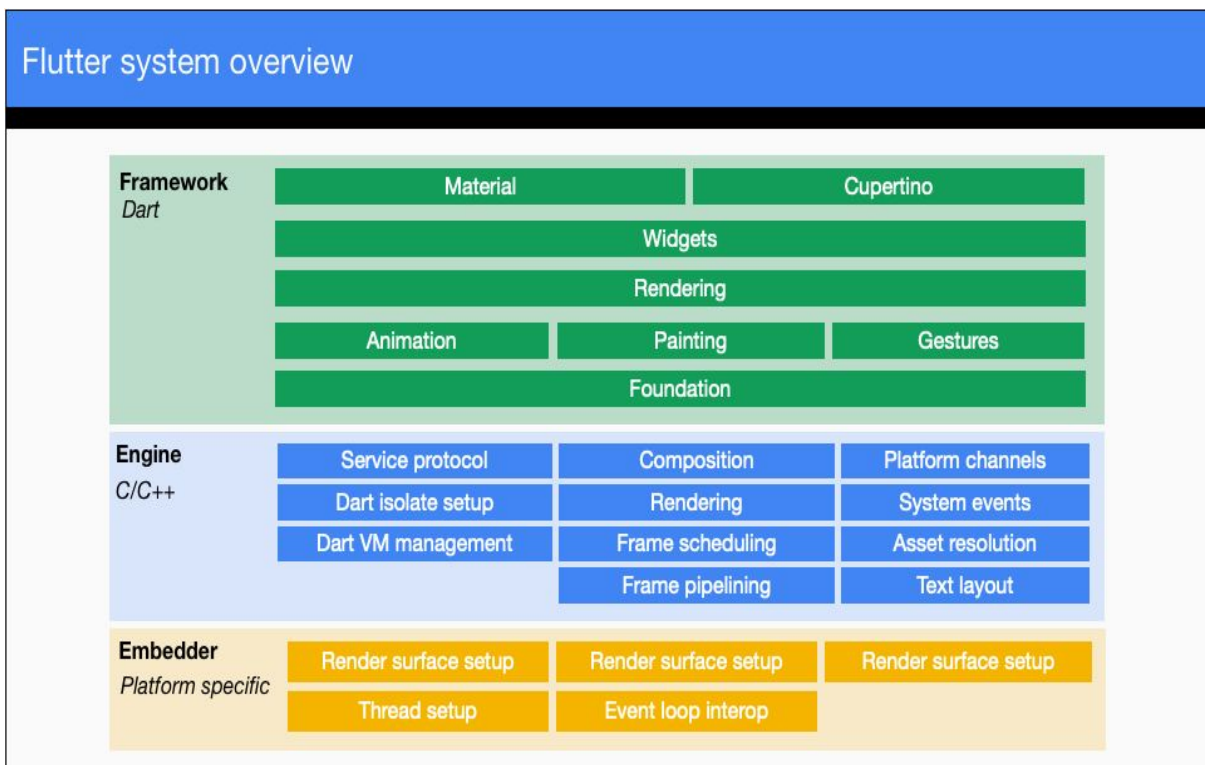 Flutter system overview
Framework
Dart
Material
Cupertino
Widgets
Rendering
Animation
Painting
Gestures
Foundation
Engine
C/C++
Service protocol
Composition
Platform channels
Dart isolate setup
Rendering
System events
Dart VM management
Frame scheduling
Asset resolution
Frame pipelining
Text layout
Embedder
Platform specific
Render surface setup
Render surface setup
Render surface setup
Thread setup
Event loop interop